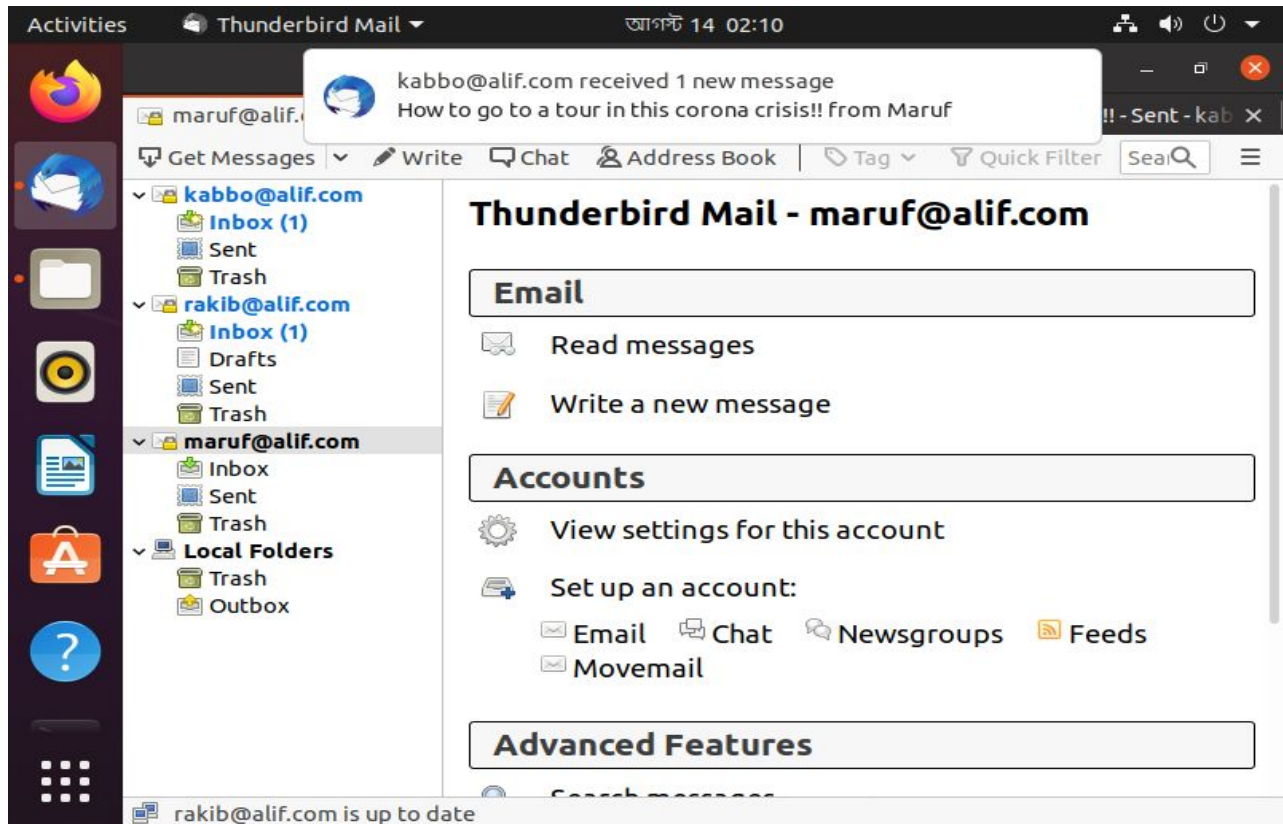 Activities Thunderbird Mail আগস্ট 14 02:10
kabbo@alif.com received 1 new message
How to go to a tour in this corona crisis!! from Maruf
maruf@alif. !! - Sent - kab
Get Messages Write Chat Address Book Tag Quick Filter Sear
kabbo@alif.com
Inbox (1)
Sent
Trash
rakib@alif.com
Inbox (1)
Drafts
Sent
Trash
maruf@alif.com
Inbox
Sent
Trash
Local Folders
Trash
Outbox
Thunderbird Mail - maruf@alif.com
Email
Read messages
Write a new message
Accounts
View settings for this account
Set up an account:
Email Chat Newsgroups Feeds
Movemail
Advanced Features
Search messages
rakib@alif.com is up to date